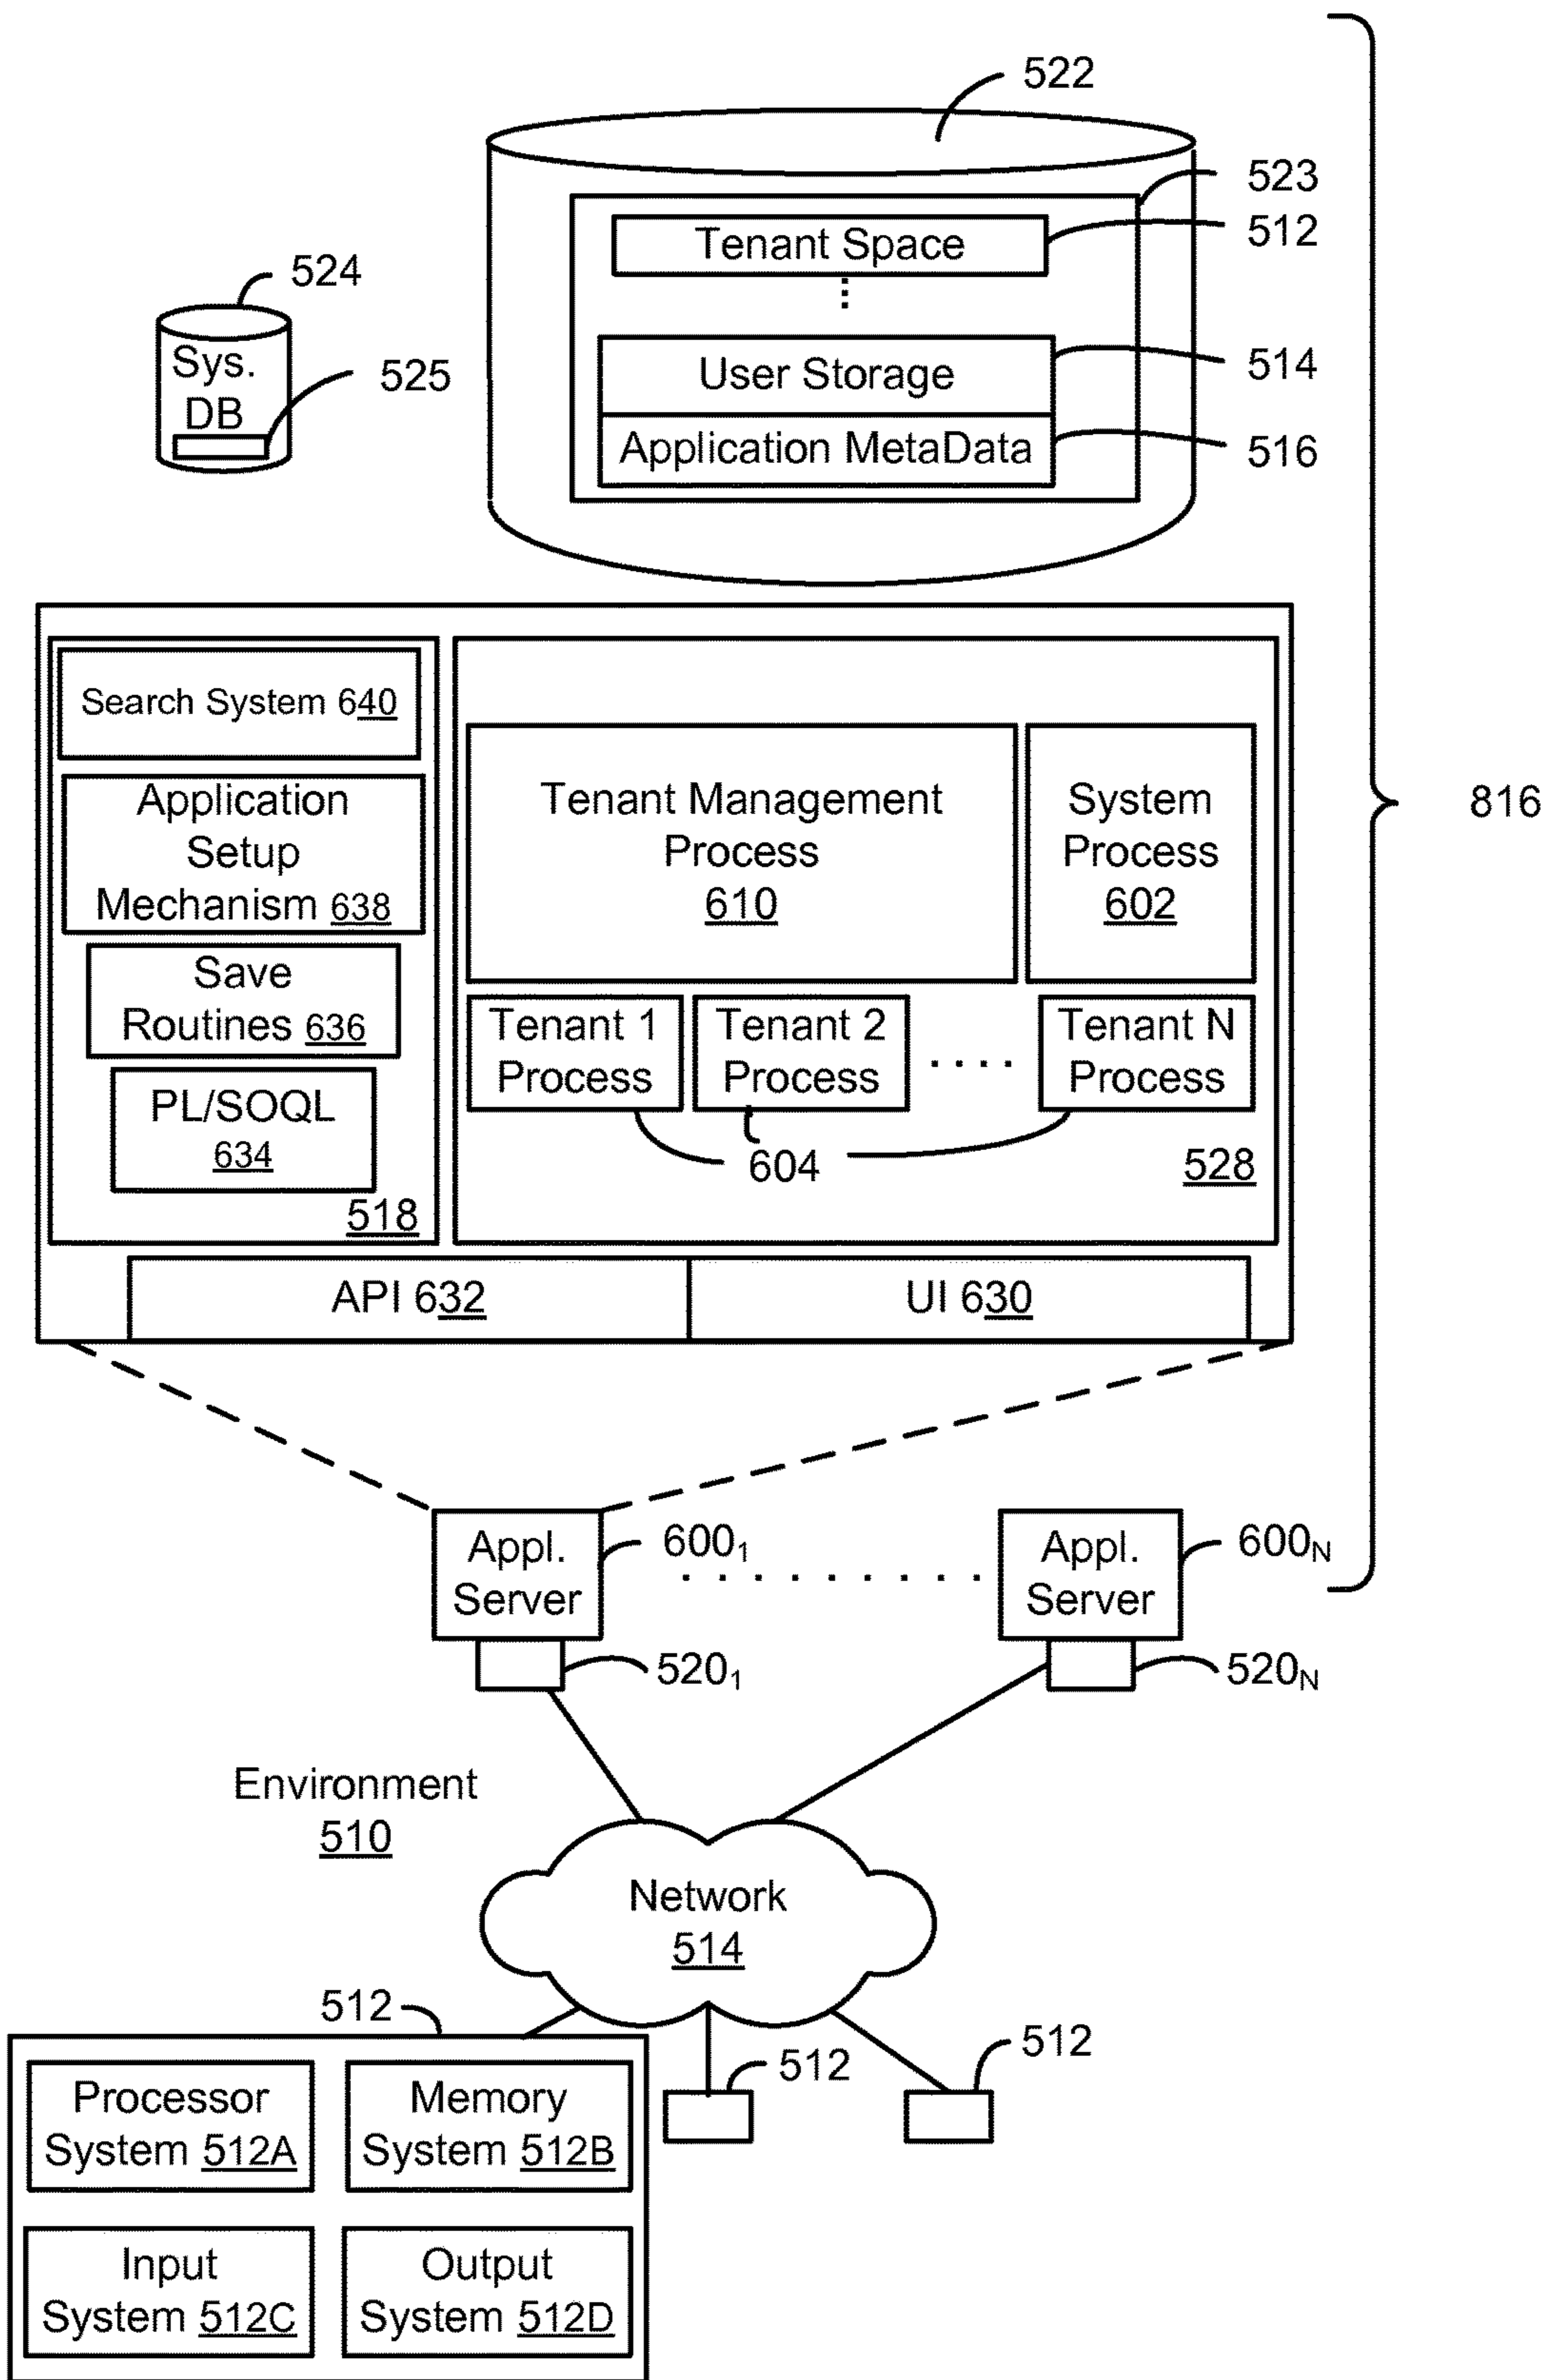 522
523
Tenant Space
512
524
Sys.
DB
525
User Storage
514
Application MetaData
516
Search System 640
Application
Setup
Mechanism 638
Save
Routines 636
PL/SOQL
634
518
Tenant Management
Process
610
System
Process
602
Tenant 1
Process
Tenant 2
Process
....
Tenant N
Process
604
528
816
API 632
UI 630
Appl.
Server
600₁
Appl.
Server
600N
520₁
520N
Environment
510
Network
514
512
512
512
Processor
System 512A
Memory
System 512B
Input
System 512C
Output
System 512D